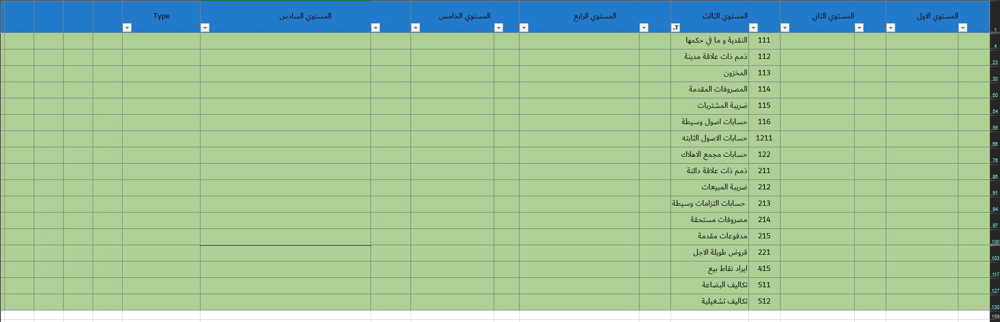 المستوي الاول المستوي الثاني المستوي الثالث المستوي الرابع المستوي الخامس المستوي السادس Type
1
111 النقدية و ما في حكمها
4
112 ذمم ذات علاقة مدينة
23
113 المخزون
30
114 المصروفات المقدمة
50
115 ضريبة المشتريات
54
116 حسابات اصول وسيطة
56
1211 حسابات الاصول الثابته
66
122 حسابات مجمع الاهلاك
76
211 ذمم ذات علاقة دائنة
86
212 ضريبة المبيعات
91
213 حسابات التزامات وسيطة
94
214 مصروفات مستحقة
97
215 مدفوعات مقدمة
100
221 قروض طويلة الاجل
103
415 ايراد نقاط بيع
117
511 تكاليف البضاعة
127
512 تكاليف تشغيلية
130
159